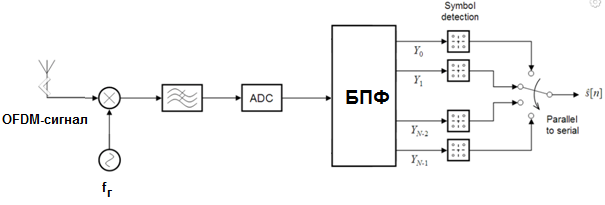 Symbol
detection
Y0
Y1
YN-2
YN-1
БПФ
ADC
OFDM-сигнал
fг
ŝ[n]
Parallel
to serial